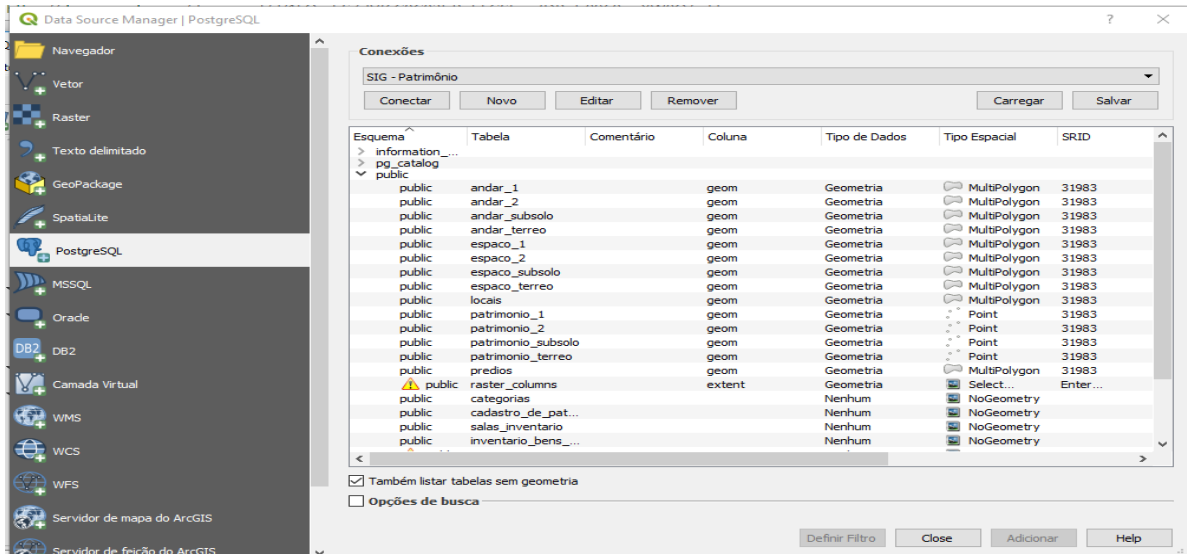 Data Source Manager | PostgreSQL
? ×
Navegador
Vetor
Raster
Texto delimitado
GeoPackage
SpatiaLite
PostgreSQL
MSSQL
Oracle
DB2 DB2
Camada Virtual
WMS
WCS
WFS
Servidor de mapa do ArcGIS
Servidor de feição do ArcGIS
Conexões
SIG - Patrimônio
Conectar Novo Editar Remover Carregar Salvar
Esquema Tabela Comentário Coluna Tipo de Dados Tipo Espacial SRID
information_...
pg_catalog
public
public andar_1 geom Geometria MultiPolygon 31983
public andar_2 geom Geometria MultiPolygon 31983
public andar_subsolo geom Geometria MultiPolygon 31983
public andar_terreo geom Geometria MultiPolygon 31983
public espaco_1 geom Geometria MultiPolygon 31983
public espaco_2 geom Geometria MultiPolygon 31983
public espaco_subsolo geom Geometria MultiPolygon 31983
public espaco_terreo geom Geometria MultiPolygon 31983
public locais geom Geometria MultiPolygon 31983
public patrimonio_1 geom Geometria Point 31983
public patrimonio_2 geom Geometria Point 31983
public patrimonio_subsolo geom Geometria Point 31983
public patrimonio_terreo geom Geometria Point 31983
public predios geom Geometria MultiPolygon 31983
public raster_columns extent Geometria Select... Enter...
public categorias Nenhum NoGeometry
public cadastro_de_pat... Nenhum NoGeometry
public salas_inventario Nenhum NoGeometry
public inventario_bens_... Nenhum NoGeometry
Também listar tabelas sem geometria
Opções de busca
Definir Filtro Close Adicionar Help